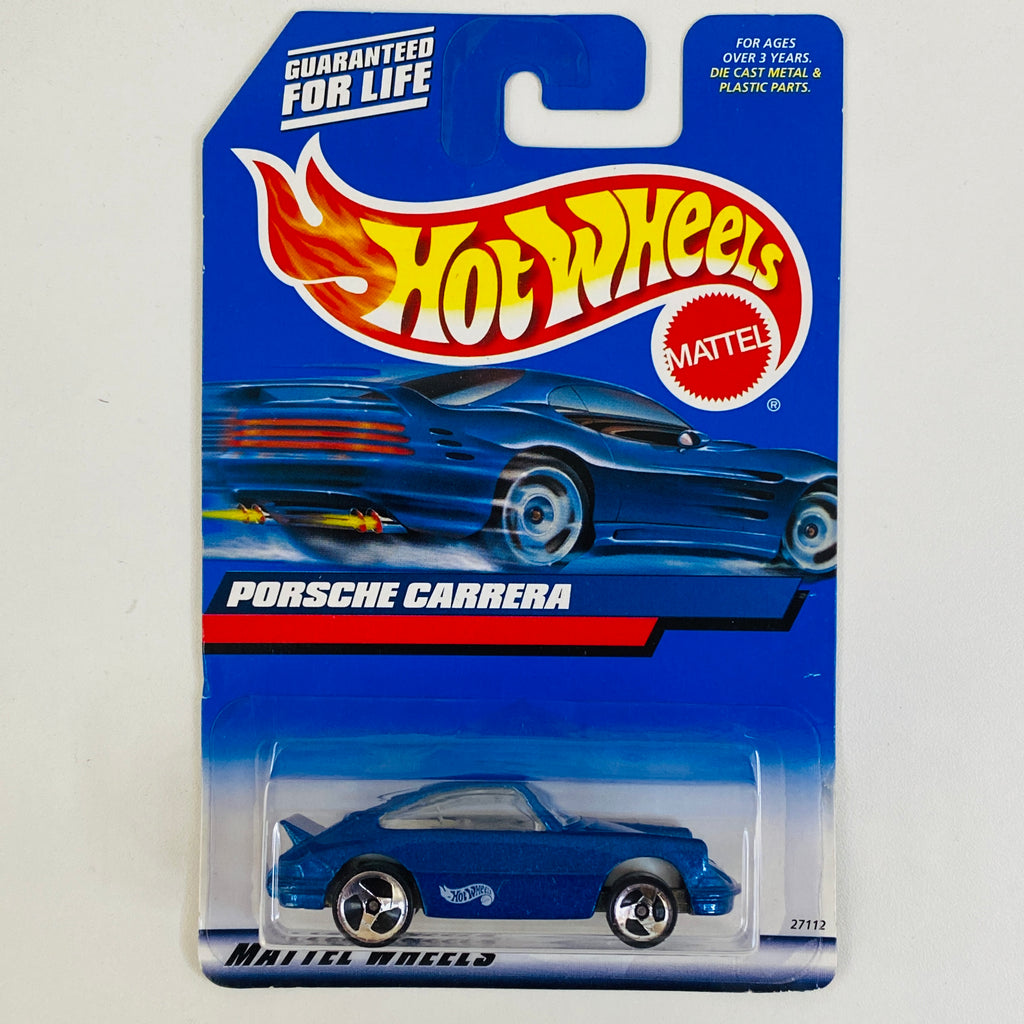 GUARANTEED
FOR LIFE
FOR AGES
OVER 3 YEARS.
DIE CAST METAL &
PLASTIC PARTS.
HOT WHEELS
MATTEL
®
PORSCHE CARRERA
HOT WHEELS
27112
MATTEL WHEELS